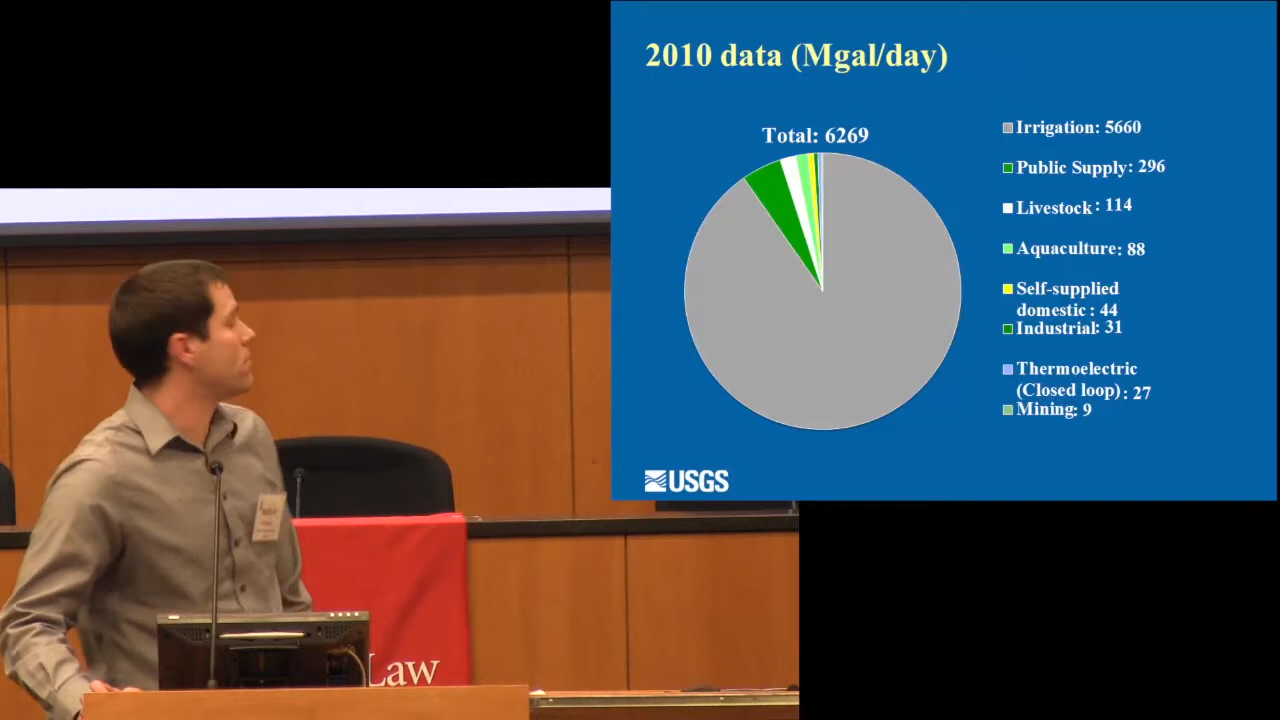 2010 data (Mgal/day)
Total: 6269
Irrigation: 5660
Public Supply: 296
Livestock: 114
Aquaculture: 88
Self-supplied
domestic: 44
Industrial: 31
Thermoelectric
(Closed loop): 27
Mining: 9
USGS
Law